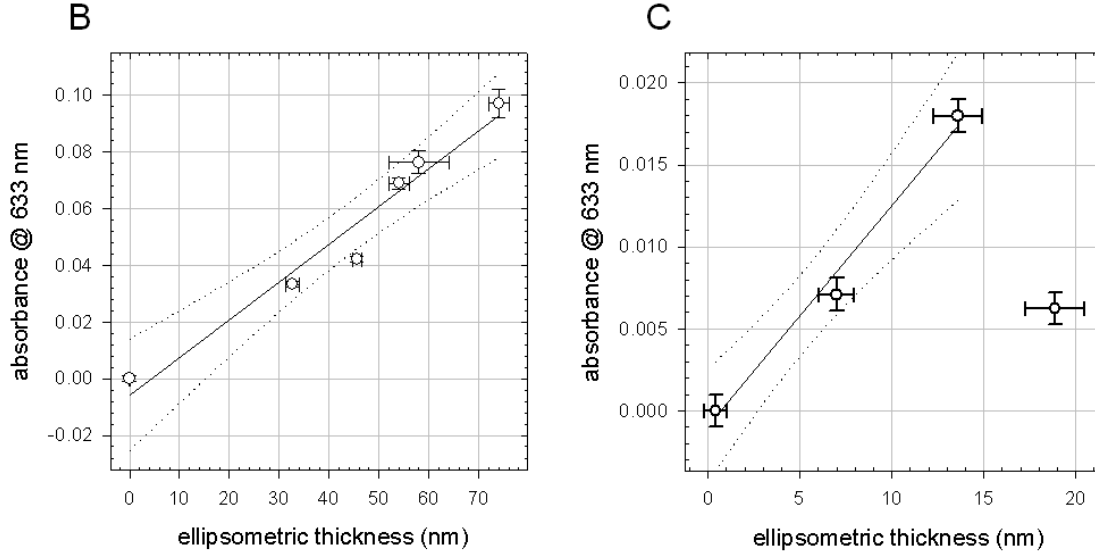 B
absorbance @ 633 nm
0.10
0.08
0.06
0.04
0.02
0.00
-0.02
0 10 20 30 40 50 60 70
ellipsometric thickness (nm)
C
absorbance @ 633 nm
0.020
0.015
0.010
0.005
0.000
0 5 10 15 20
ellipsometric thickness (nm)